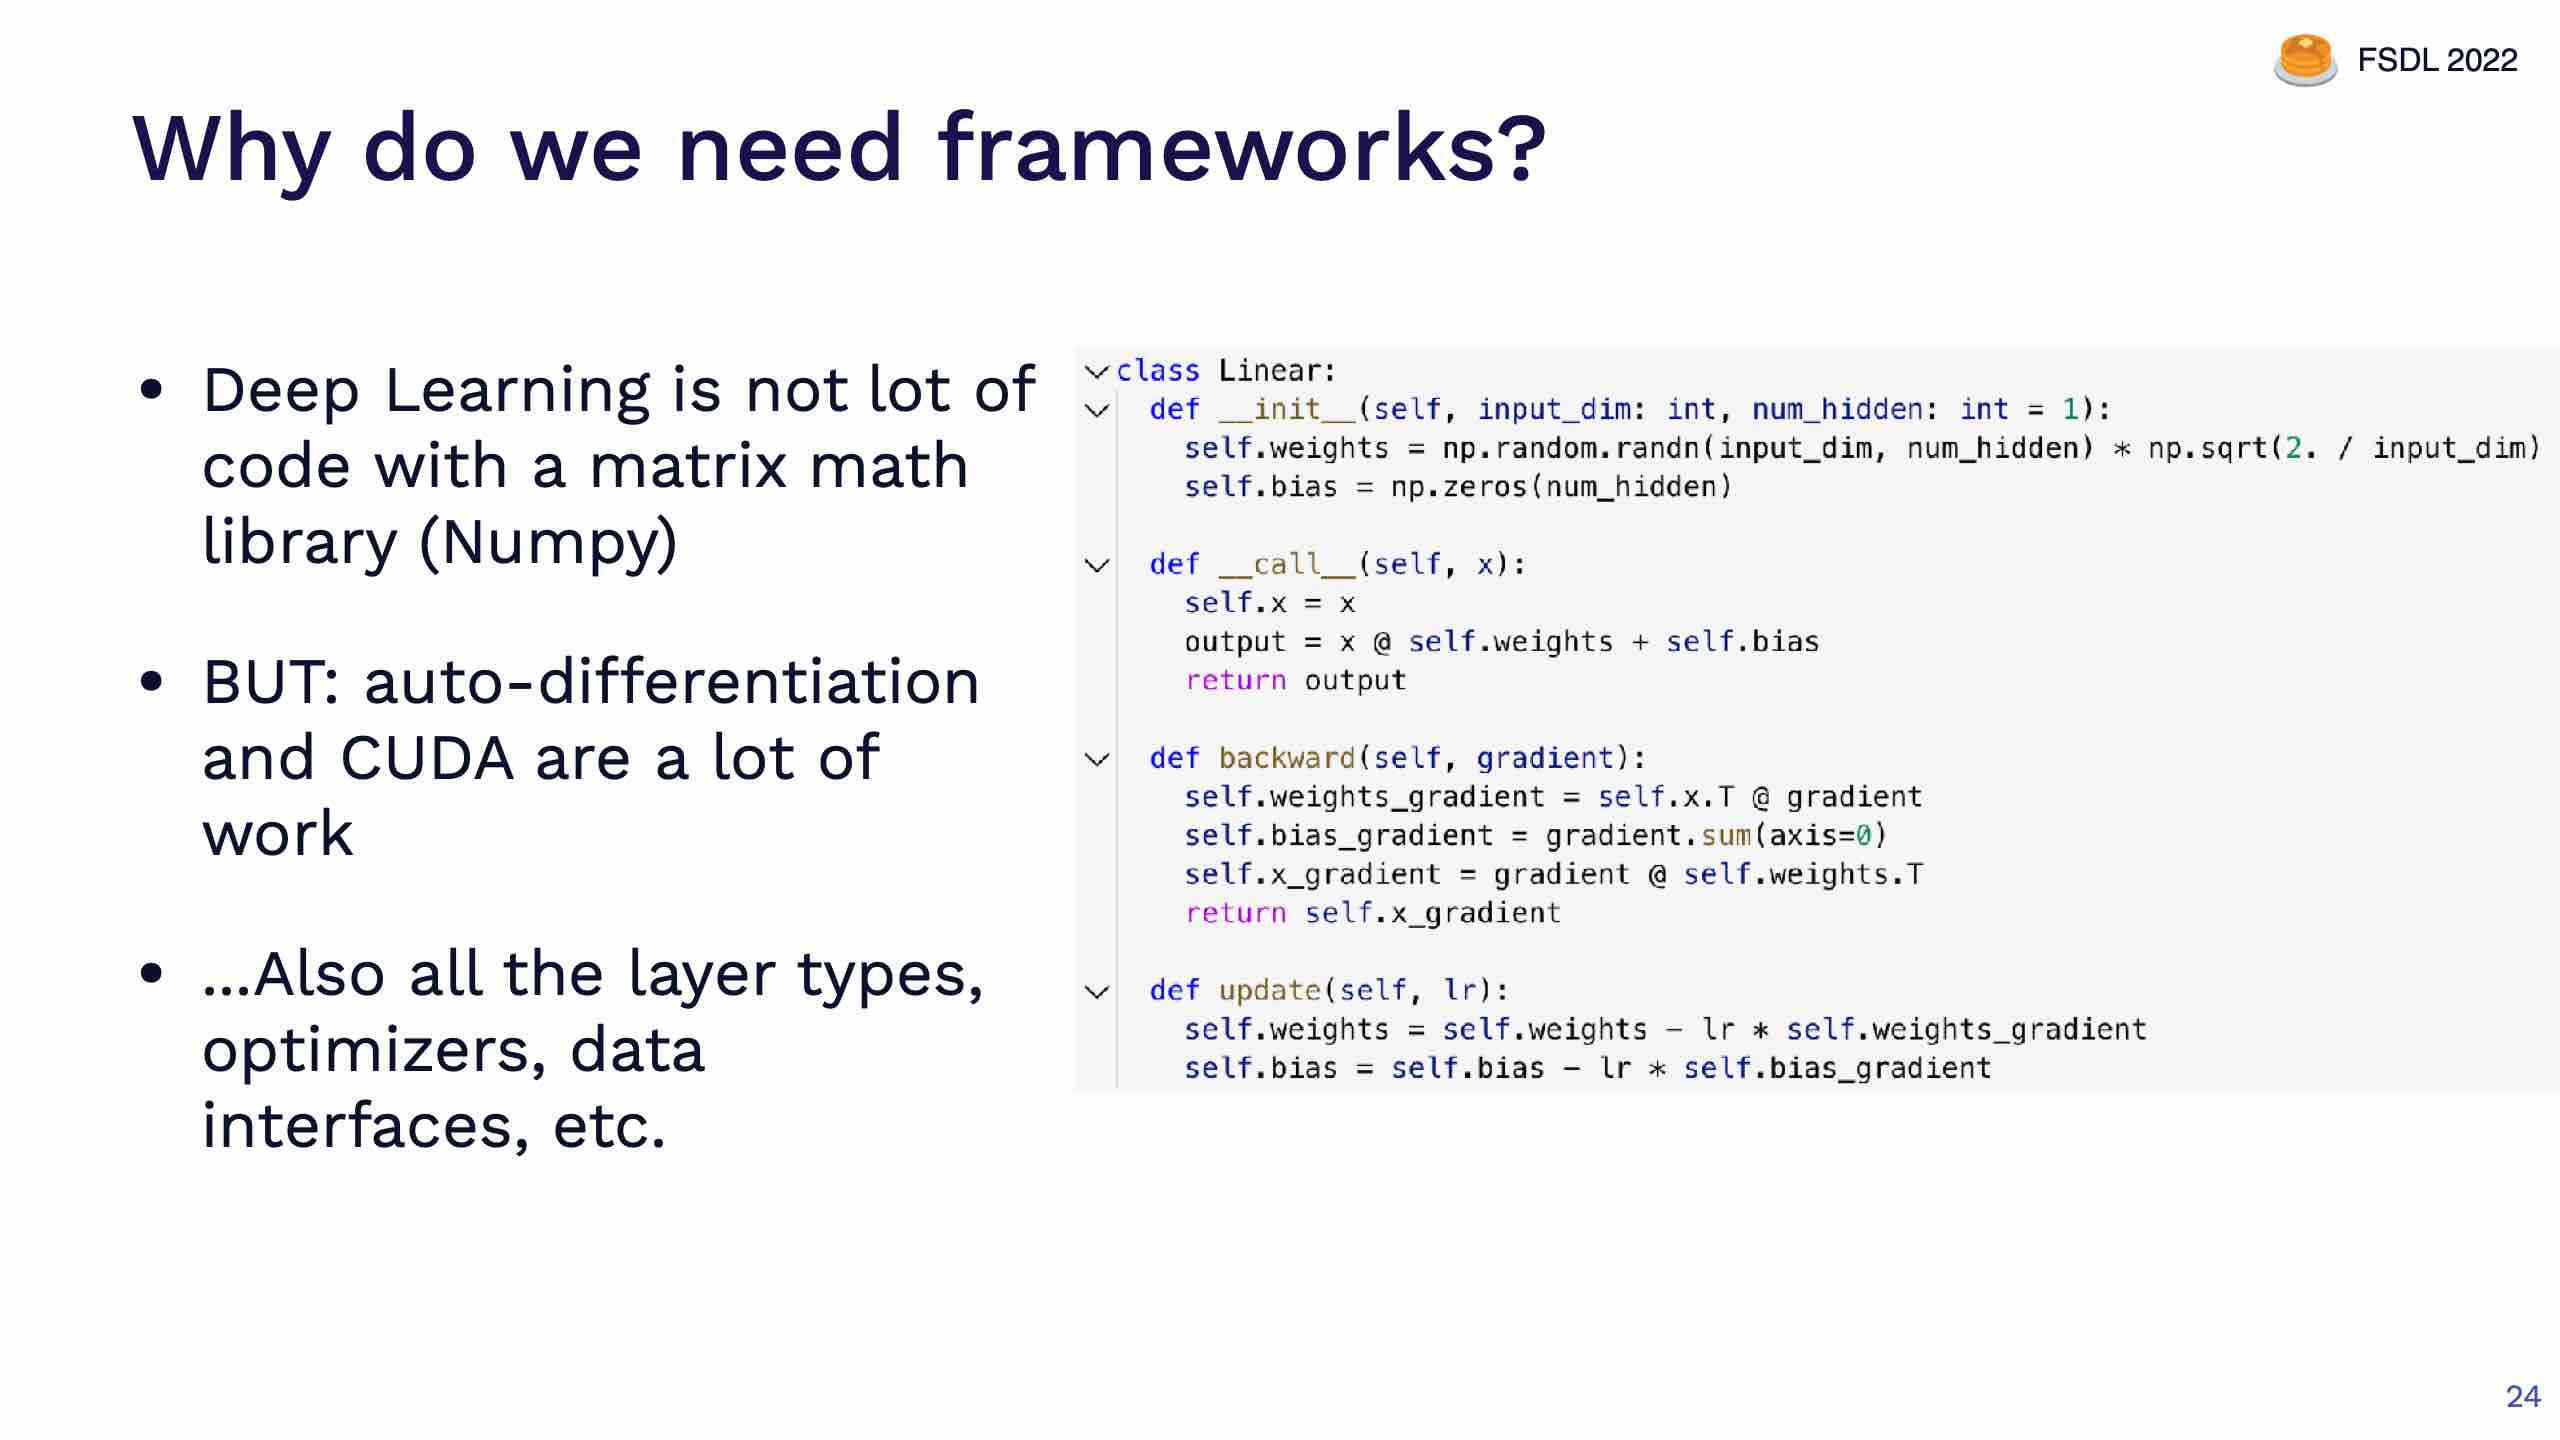 FSDL 2022
Why do we need frameworks?
• Deep Learning is not lot of
code with a matrix math
library (Numpy)
• BUT: auto-differentiation
and CUDA are a lot of
work
• ...Also all the layer types,
optimizers, data
interfaces, etc.
class Linear:
  def __init__(self, input_dim: int, num_hidden: int = 1):
    self.weights = np.random.randn(input_dim, num_hidden) * np.sqrt(2. / input_dim)
    self.bias = np.zeros(num_hidden)
  def __call__(self, x):
    self.x = x
    output = x @ self.weights + self.bias
    return output
  def backward(self, gradient):
    self.weights_gradient = self.x.T @ gradient
    self.bias_gradient = gradient.sum(axis=0)
    self.x_gradient = gradient @ self.weights.T
    return self.x_gradient
  def update(self, lr):
    self.weights = self.weights - lr * self.weights_gradient
    self.bias = self.bias - lr * self.bias_gradient
24